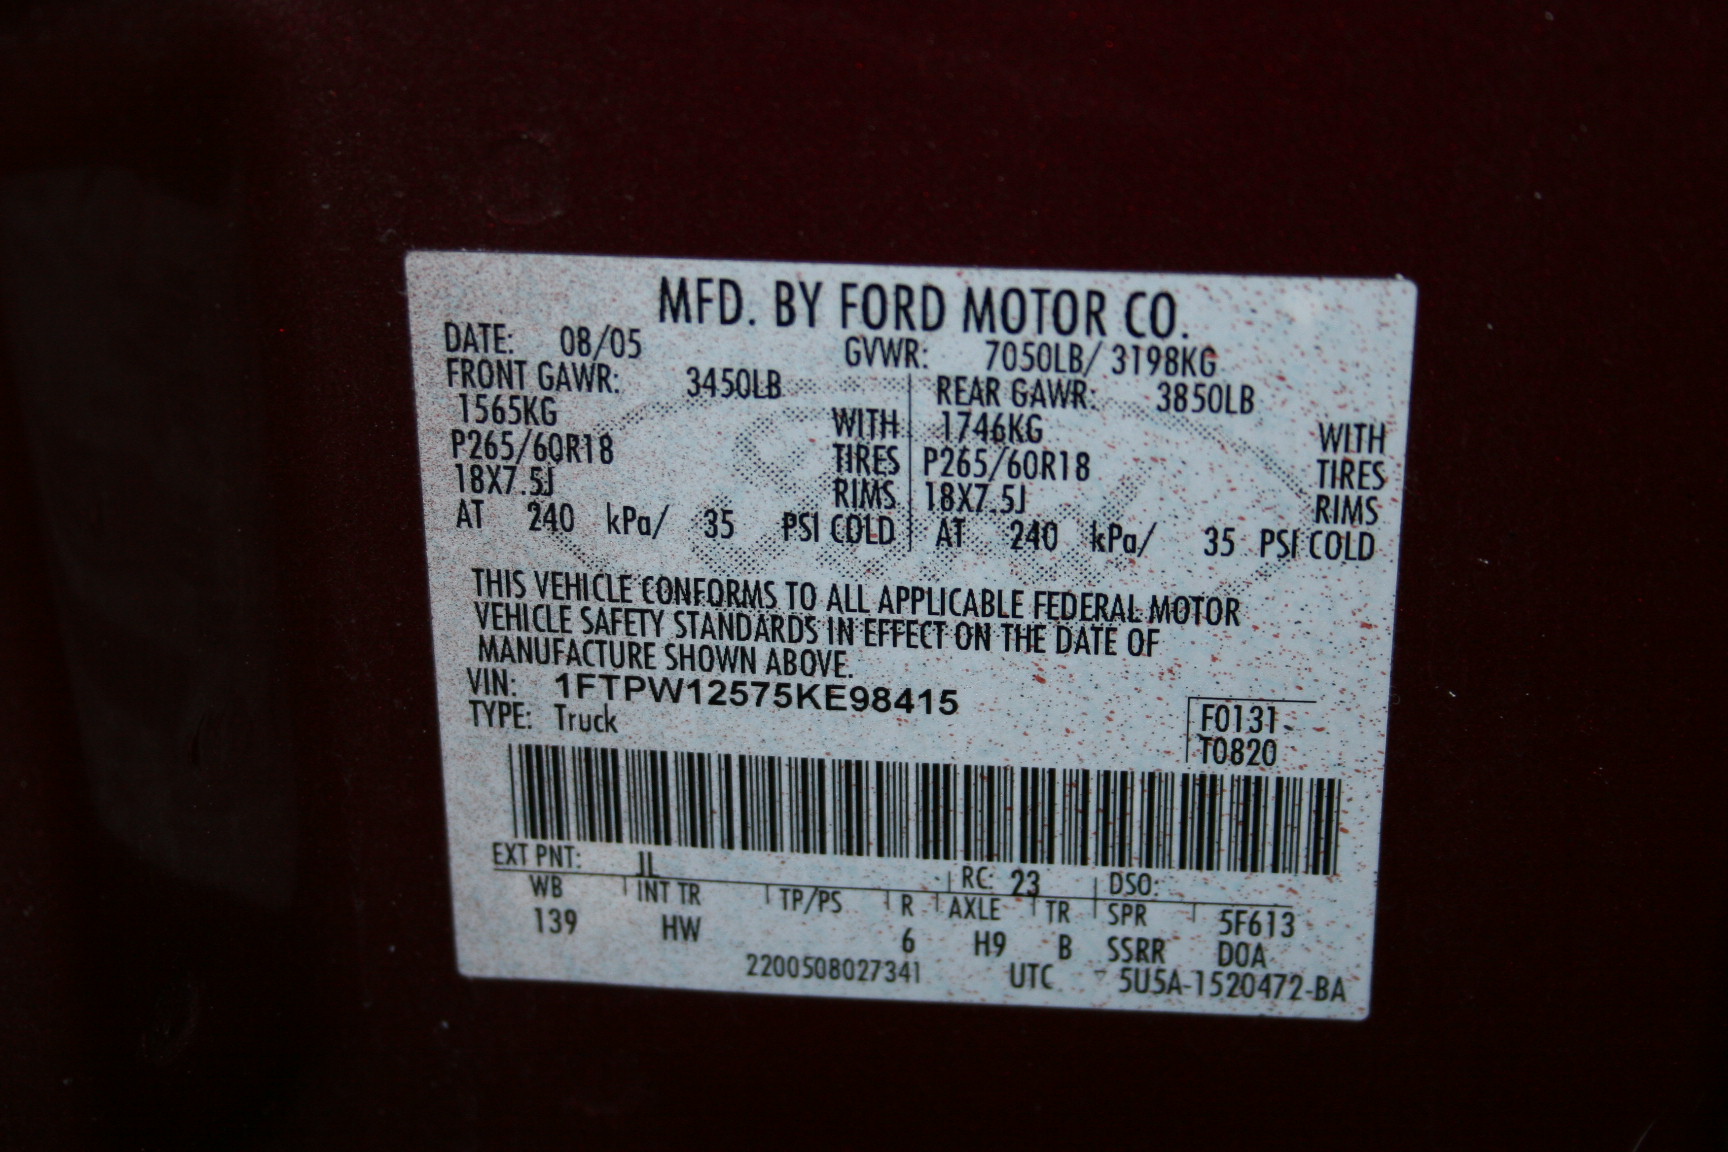 MFD. BY FORD MOTOR CO.
DATE: 08/05 GVWR: 7050LB/ 3198KG
FRONT GAWR: 3450LB REAR GAWR: 3850LB
1565KG WITH 1746KG WITH
P265/60R18 TIRES P265/60R18 TIRES
18X7.5J RIMS 18X7.5J RIMS
AT 240 kPa/ 35 PSI COLD AT 240 kPa/ 35 PSI COLD
THIS VEHICLE CONFORMS TO ALL APPLICABLE FEDERAL MOTOR
VEHICLE SAFETY STANDARDS IN EFFECT ON THE DATE OF
MANUFACTURE SHOWN ABOVE.
VIN: 1FTPW12575KE98415
TYPE: Truck
F0131
T0820
EXT PNT: JL RC: 23 DSO:
WB INT TR TP/PS R AXLE TR SPR 5F613
139 HW 6 H9 B SSRR DOA
2200508027341 UTC 5U5A-1520472-BA